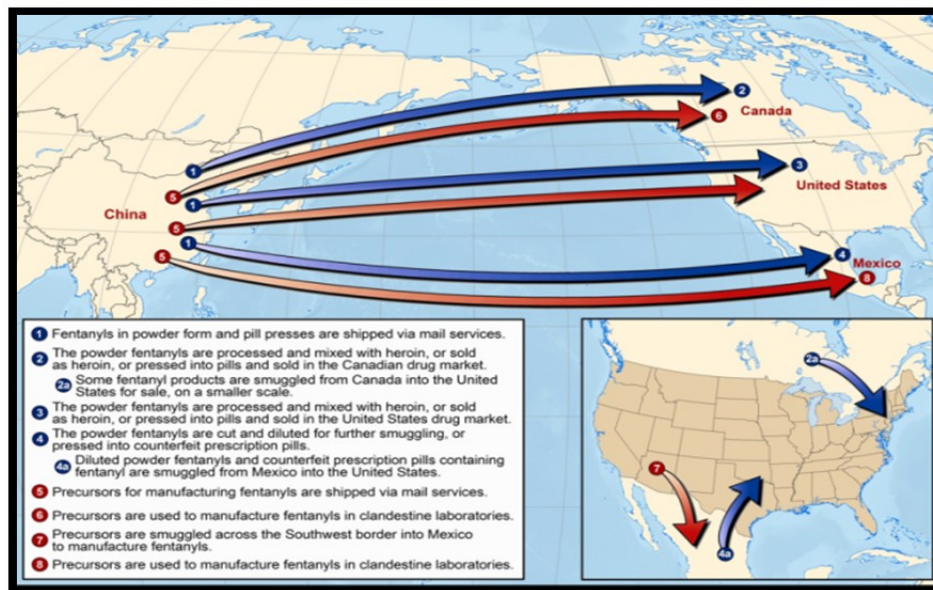 1
2
5
6
Canada
1
3
China
United States
5
1
5
4
Mexico
8
1 Fentanyls in powder form and pill presses are shipped via mail services.
2 The powder fentanyls are processed and mixed with heroin, or sold
as heroin, or pressed into pills and sold in the Canadian drug market.
2a Some fentanyl products are smuggled from Canada into the United
States for sale, on a smaller scale.
3 The powder fentanyls are processed and mixed with heroin, or sold
as heroin, or pressed into pills and sold in the United States drug market.
4 The powder fentanyls are cut and diluted for further smuggling, or
pressed into counterfeit prescription pills.
4a Diluted powder fentanyls and counterfeit prescription pills containing
fentanyl are smuggled from Mexico into the United States.
5 Precursors for manufacturing fentanyls are shipped via mail services.
6 Precursors are used to manufacture fentanyls in clandestine laboratories.
7 Precursors are smuggled across the Southwest border into Mexico
to manufacture fentanyls.
8 Precursors are used to manufacture fentanyls in clandestine laboratories.
2a
7
4a